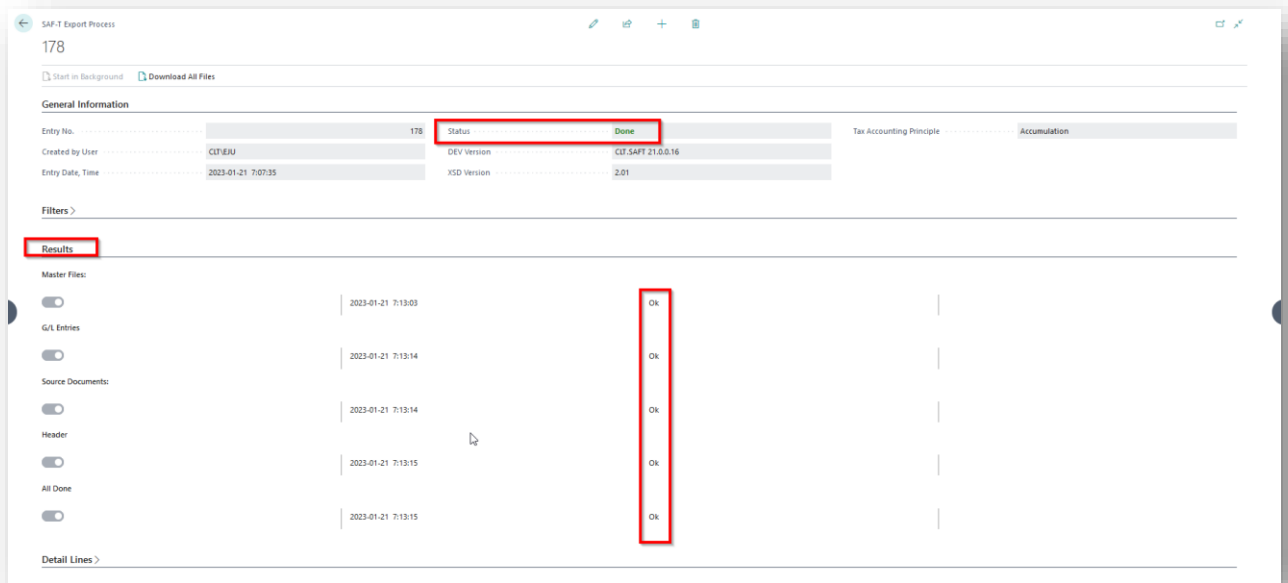 SAF-T Export Process
178
Start in Background Download All Files
General Information
Entry No. 178 Status Done Tax Accounting Principle Accumulation
Created by User CLT\EJU DEV Version CLT.SAFT 21.0.0.16
Entry Date, Time 2023-01-21 7:07:35 XSD Version 2.01
Filters >
Results
Master Files:
2023-01-21 7:13:03 Ok
G/L Entries
2023-01-21 7:13:14 Ok
Source Documents:
2023-01-21 7:13:14 Ok
Header
2023-01-21 7:13:15 Ok
All Done
2023-01-21 7:13:15 Ok
Detail Lines >